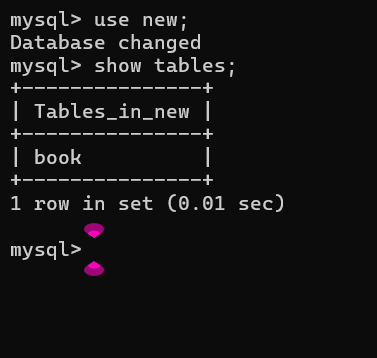 mysql> use new;
Database changed
mysql> show tables;
+---------------+
| Tables_in_new |
+---------------+
| book          |
+---------------+
1 row in set (0.01 sec)
mysql>